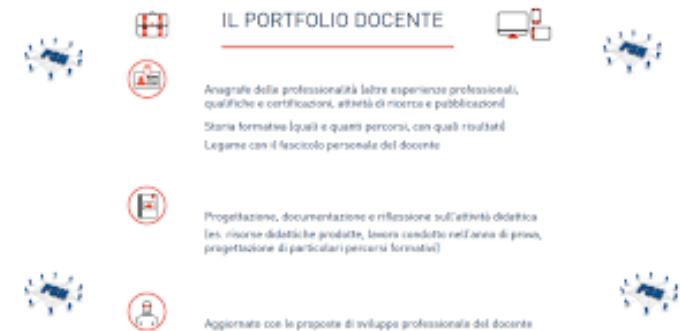 IL PORTFOLIO DOCENTE
Anagrafe delle professionalità (altre esperienze professionali,
qualifiche e certificazioni, attività di ricerca e pubblicazioni)
Storia formativa (quali e quanti percorsi, con quali risultati)
Legame con il fascicolo personale del docente
Progettazione, documentazione e riflessione sull'attività didattica
(es. risorse didattiche prodotte, lavoro condotto nell'anno di prova,
progettazione di particolari percorsi formativi)
Aggiornato con le proposte di sviluppo professionale del docente